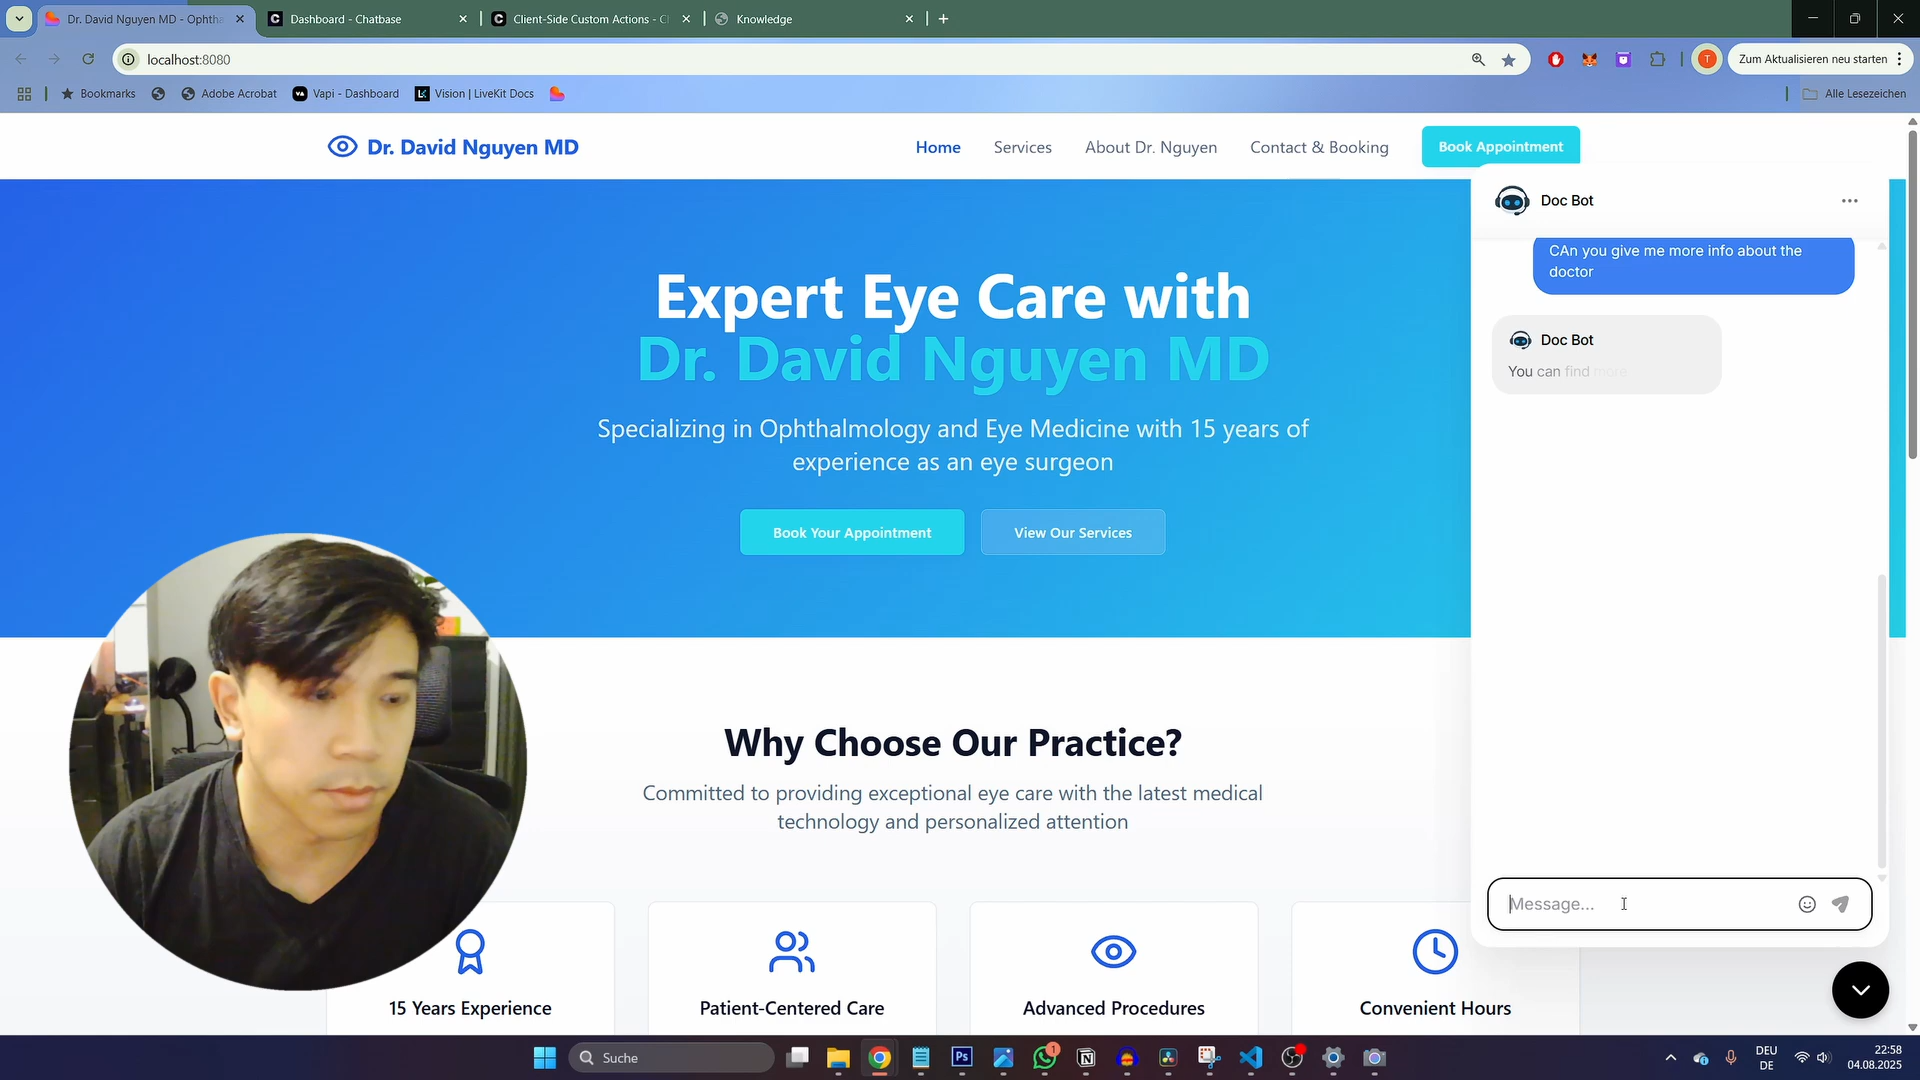 Dr. David Nguyen MD - Ophtha
Dashboard - Chatbase
Client-Side Custom Actions - C
Knowledge
localhost:8080
T
Zum Aktualisieren neu starten
Bookmarks
Adobe Acrobat
Vapi - Dashboard
Vision | LiveKit Docs
Alle Lesezeichen
Dr. David Nguyen MD
Home
Services
About Dr. Nguyen
Contact & Booking
Book Appointment
Expert Eye Care with
Dr. David Nguyen MD
Specializing in Ophthalmology and Eye Medicine with 15 years of
experience as an eye surgeon
Book Your Appointment
View Our Services
Doc Bot
CAn you give me more info about the
doctor
Doc Bot
You can find more
Message...
Why Choose Our Practice?
Committed to providing exceptional eye care with the latest medical
technology and personalized attention
15 Years Experience
Patient-Centered Care
Advanced Procedures
Convenient Hours
Suche
Ps
1
DEU
DE
22:58
04.08.2025